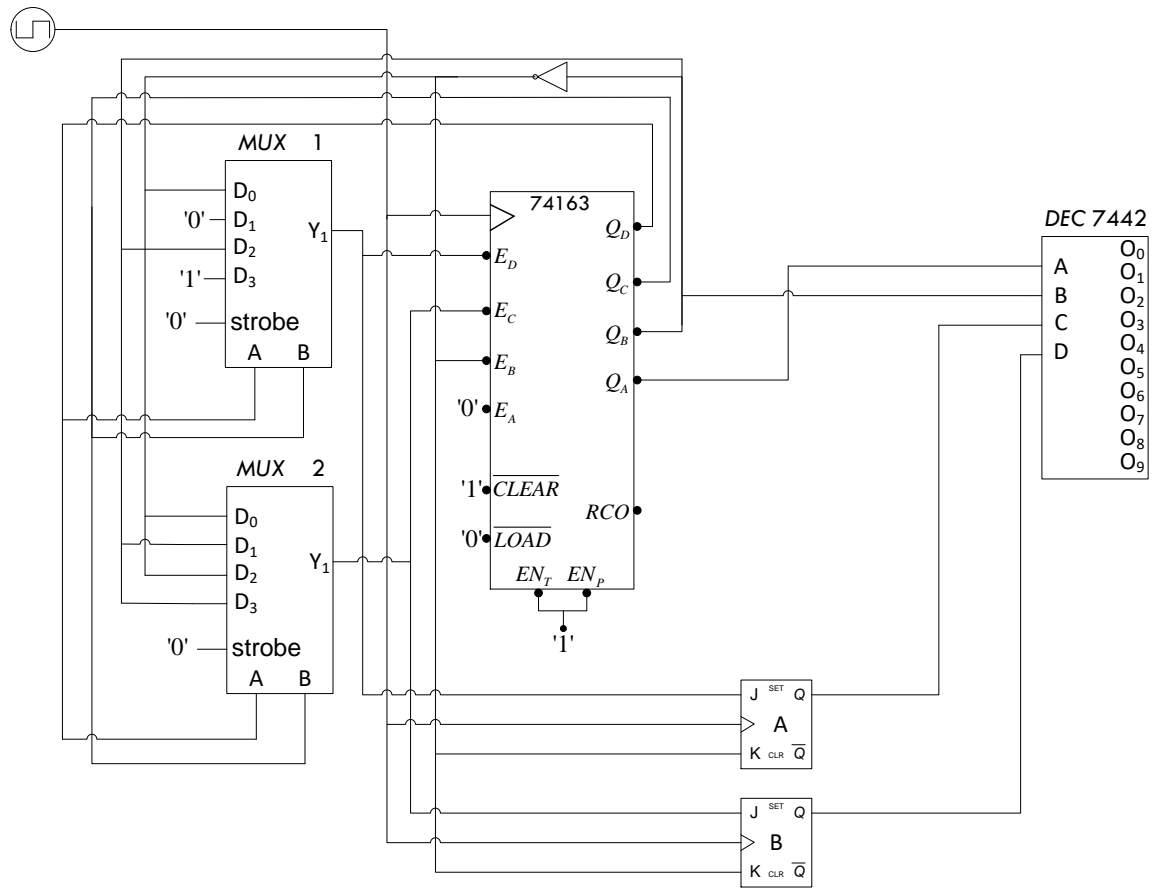 MUX 1
D0
'0' D1
D2
'1' D3
Y1
'0' strobe
A B
MUX 2
D0
D1
D2
D3
Y1
'0' strobe
A B
74163
QD
ED
QC
EC
QB
EB
QA
'0' EA
'1' CLEAR
RCO
'0' LOAD
ENT ENP
'1'
DEC 7442
O0
A O1
B O2
C O3
O4
D O5
O6
O7
O8
O9
J SET Q
A
K CLR Q
J SET Q
B
K CLR Q